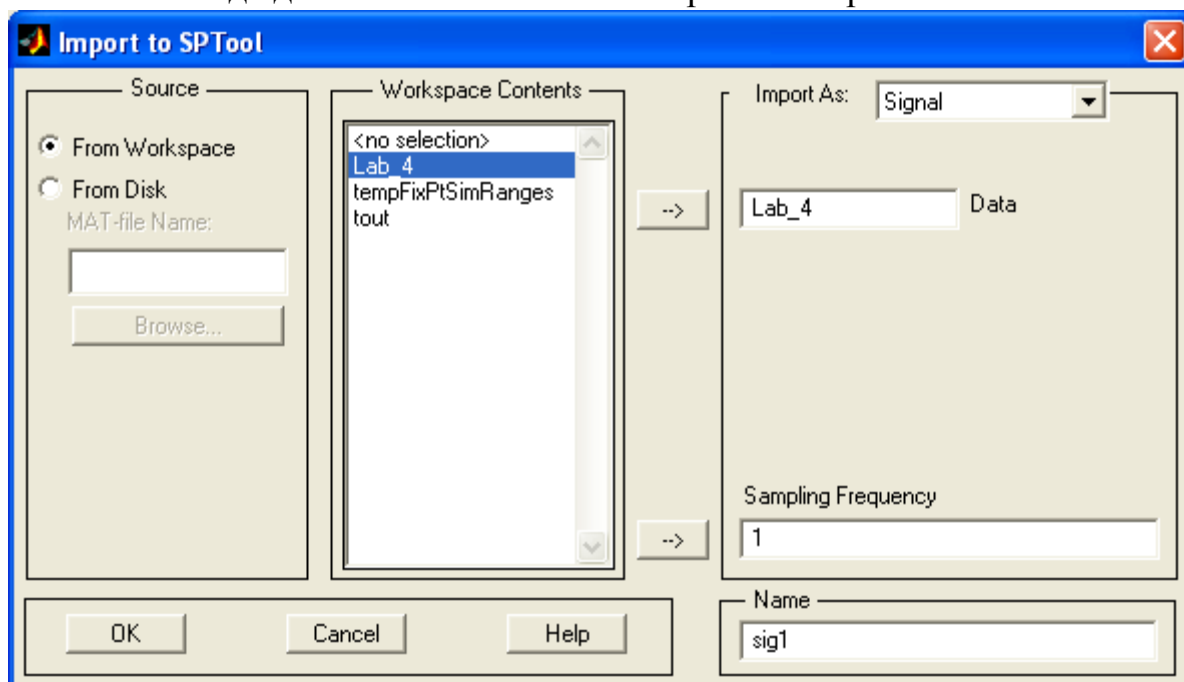 Import to SPTool
Source
From Workspace
From Disk
MAT-file Name:
Browse...
Workspace Contents
<no selection>
Lab_4
tempFixPtSimRanges
tout
-->
-->
Import As:
Signal
Lab_4
Data
Sampling Frequency
1
OK
Cancel
Help
Name
sig1